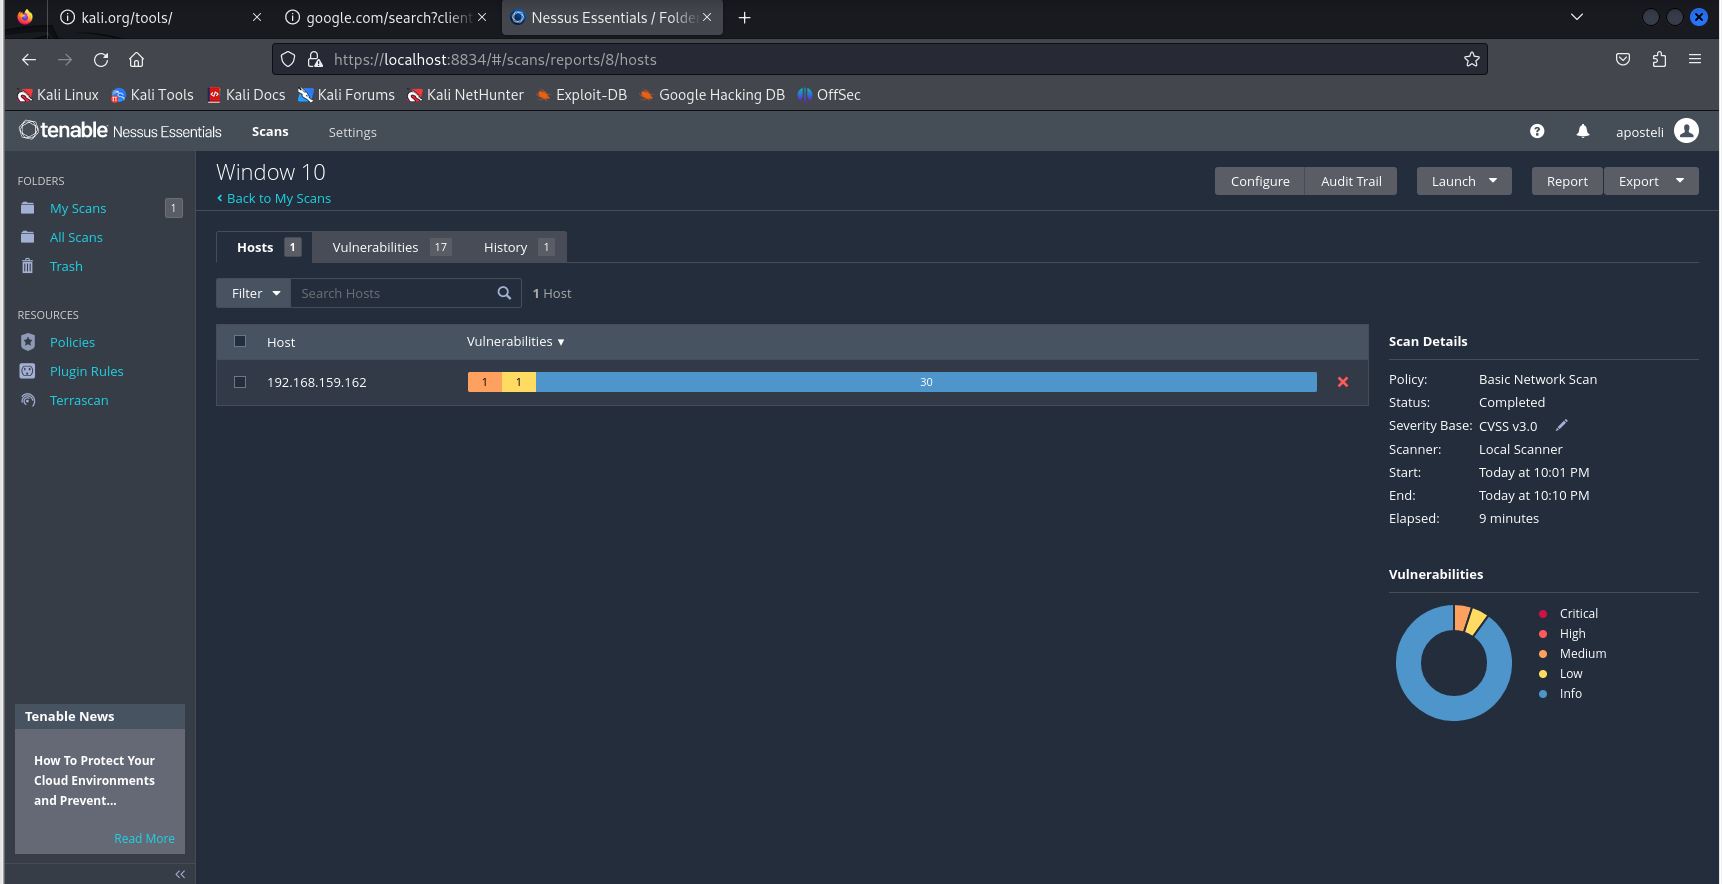 kali.org/tools/
google.com/search?client
Nessus Essentials / Folde
https://localhost:8834/#/scans/reports/8/hosts
Kali Linux Kali Tools Kali Docs Kali Forums Kali NetHunter Exploit-DB Google Hacking DB OffSec
tenable Nessus Essentials Scans Settings aposteli
FOLDERS
My Scans 1
All Scans
Trash
RESOURCES
Policies
Plugin Rules
Terrascan
Tenable News
How To Protect Your
Cloud Environments
and Prevent...
Read More
Window 10
Back to My Scans
Configure Audit Trail Launch Report Export
Hosts 1 Vulnerabilities 17 History 1
Filter Search Hosts 1 Host
Host Vulnerabilities
192.168.159.162 1 1 30
Scan Details
Policy: Basic Network Scan
Status: Completed
Severity Base: CVSS v3.0
Scanner: Local Scanner
Start: Today at 10:01 PM
End: Today at 10:10 PM
Elapsed: 9 minutes
Vulnerabilities
Critical
High
Medium
Low
Info